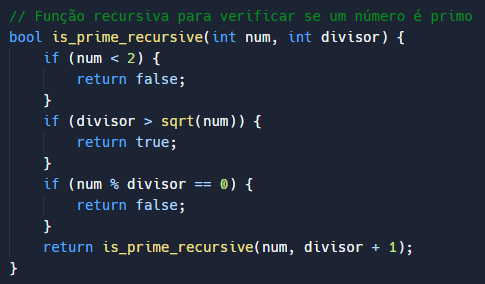 // Função recursiva para verificar se um número é primo
bool is_prime_recursive(int num, int divisor) {
    if (num < 2) {
        return false;
    }
    if (divisor > sqrt(num)) {
        return true;
    }
    if (num % divisor == 0) {
        return false;
    }
    return is_prime_recursive(num, divisor + 1);
}